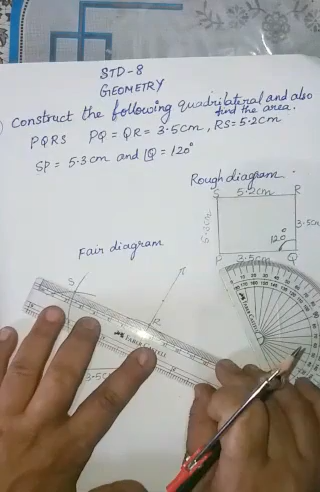 STD-8
GEOMETRY
Construct the following quadrilateral and also
find the area.
PQRS PQ = QR = 3.5cm, RS = 5.2cm
SP = 5.3cm and ∠Q = 120°
Rough diagram
S 5.2cm R
3.5cm
120°
P 3.5cm Q
Fair diagram
S
R
FABER-CASTELL
3.5c